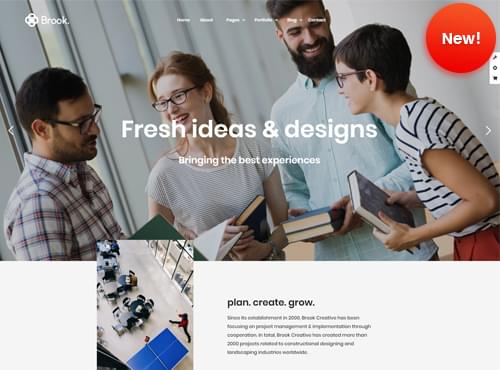 Brook.
Home About Pages Portfolio Blog Contact
New!
Fresh ideas & designs
Bringing the best experiences
plan. create. grow.
Since its establishment in 2000, Brook Creative has been
focusing on project management & implementation through
cooperation. In total, Brook Creative has created more than
2000 projects related to constructional designing and
landscaping industries worldwide.